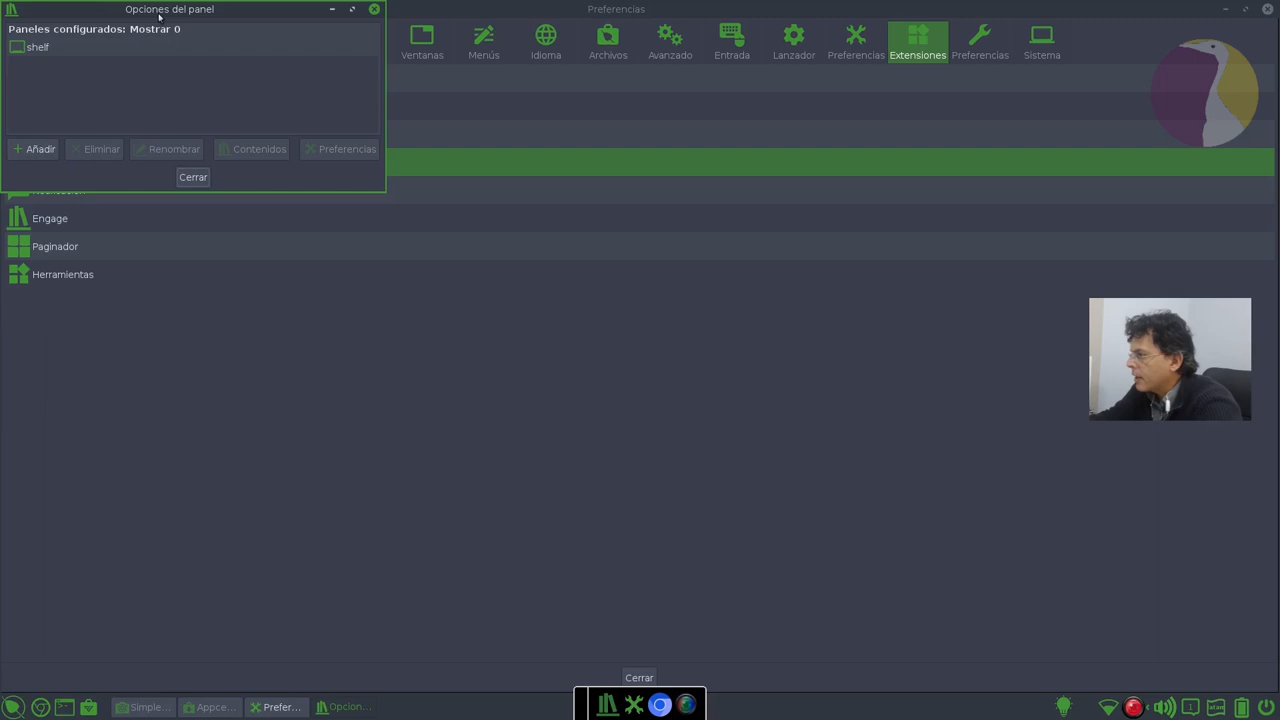 Opciones del panel
Preferencias
Paneles configurados: Mostrar 0
shelf
Añadir
Eliminar
Renombrar
Contenidos
Preferencias
Cerrar
Ventanas
Menús
Idioma
Archivos
Avanzado
Entrada
Lanzador
Preferencias
Extensiones
Preferencias
Sistema
Engage
Paginador
Herramientas
Cerrar
Simple...
Appce...
Prefer...
Opcion...